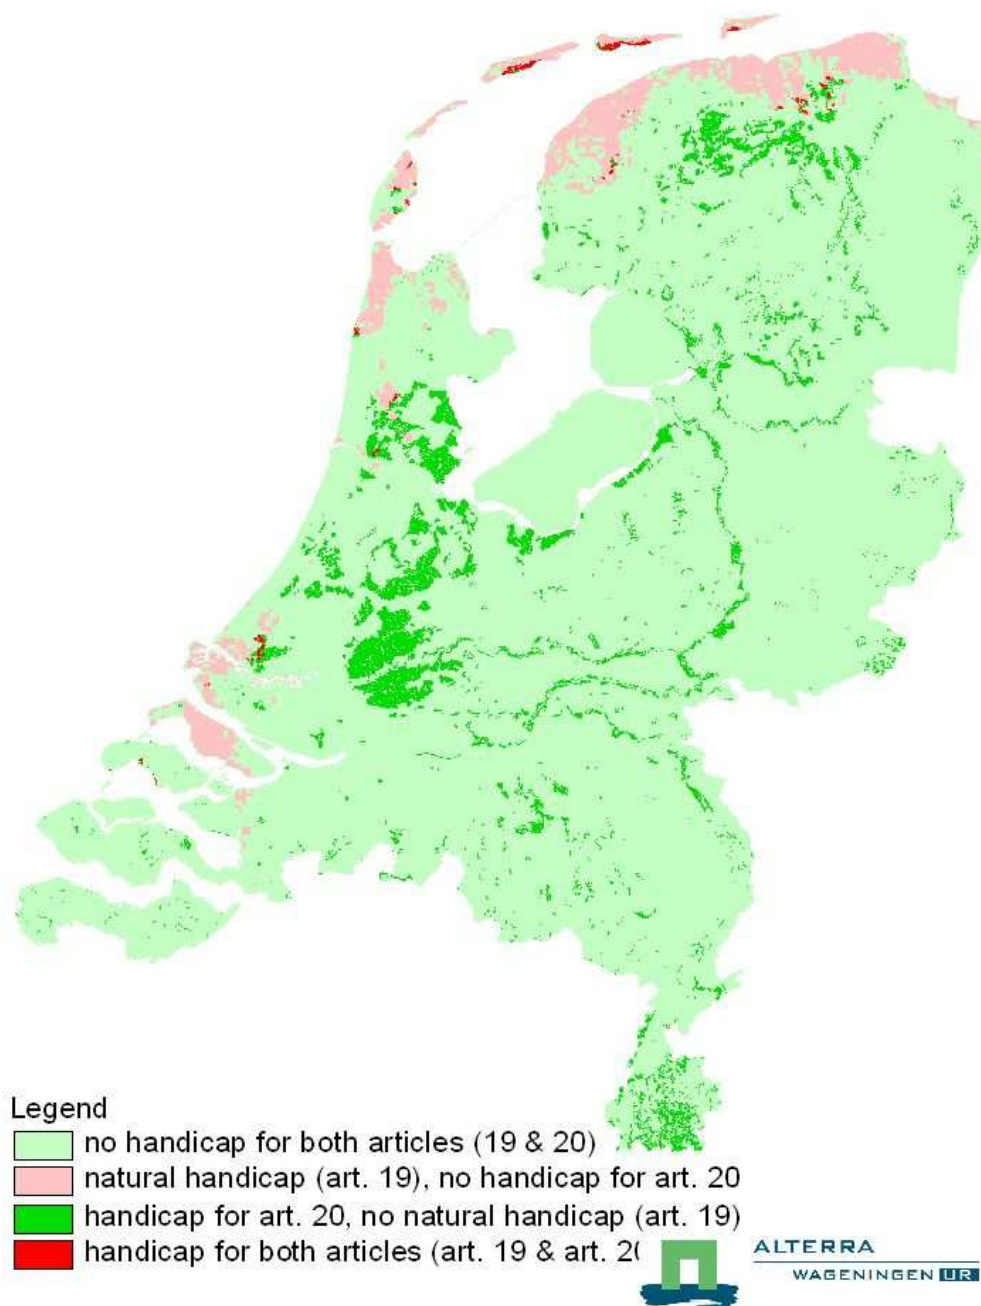 Legend
no handicap for both articles (19 & 20)
natural handicap (art. 19), no handicap for art. 20
handicap for art. 20, no natural handicap (art. 19)
handicap for both articles (art. 19 & art. 20
ALTERRA
WAGENINGEN UR